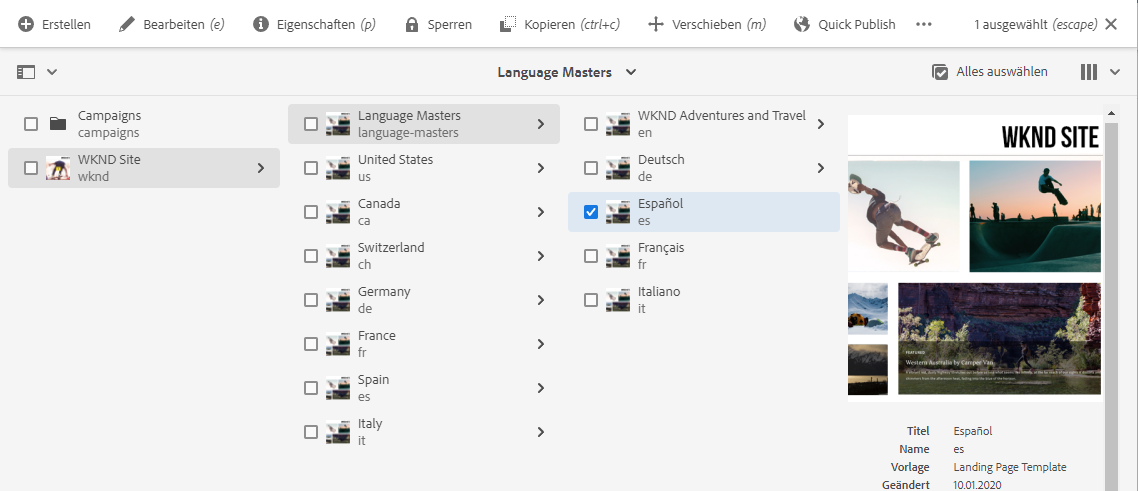 Erstellen Bearbeiten (e) Eigenschaften (p) Sperren Kopieren (ctrl+c) Verschieben (m) Quick Publish 1 ausgewählt (escape)
Language Masters Alles auswählen
Campaigns
campaigns
WKND Site
wknd
Language Masters
language-masters
United States
us
Canada
ca
Switzerland
ch
Germany
de
France
fr
Spain
es
Italy
it
WKND Adventures and Travel
en
Deutsch
de
Español
es
Français
fr
Italiano
it
WKND SITE
FEATURED
Western Australia by Camper Van
Titel Español
Name es
Vorlage Landing Page Template
Geändert 10.01.2020